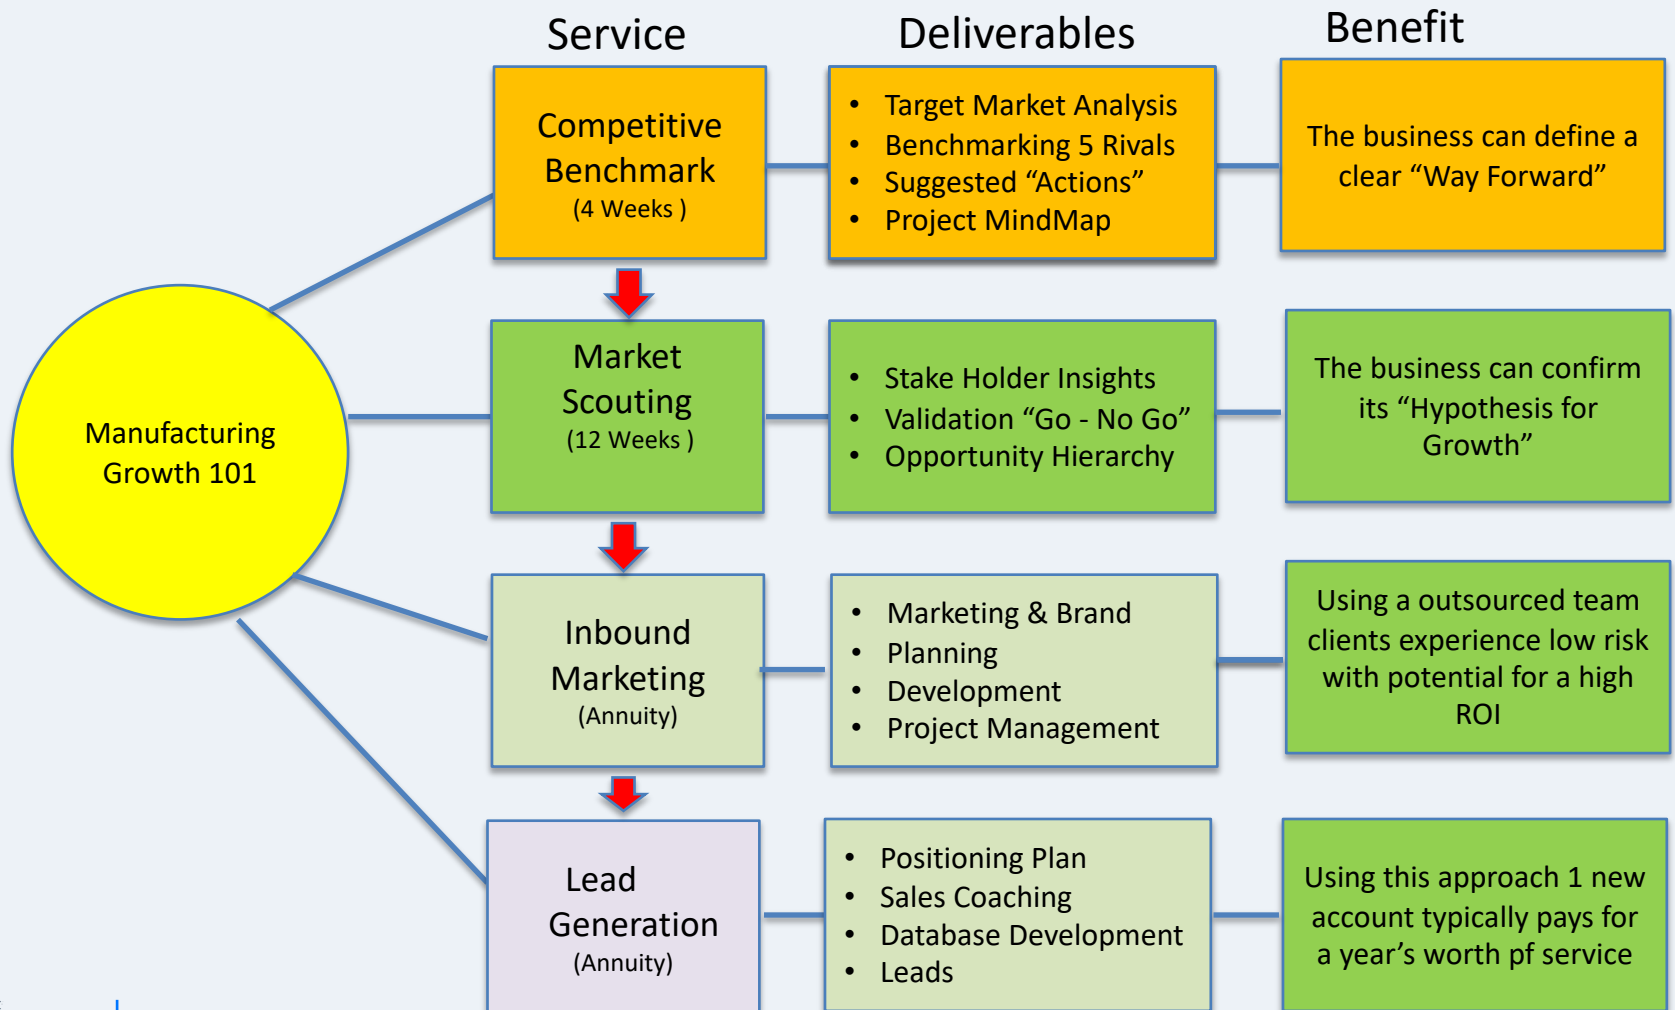 Service
Deliverables
Benefit
Manufacturing
Growth 101
Competitive
Benchmark
(4 Weeks )
• Target Market Analysis
• Benchmarking 5 Rivals
• Suggested “Actions”
• Project MindMap
The business can define a
clear “Way Forward”
Market
Scouting
(12 Weeks )
• Stake Holder Insights
• Validation “Go - No Go”
• Opportunity Hierarchy
The business can confirm
its “Hypothesis for
Growth”
Inbound
Marketing
(Annuity)
• Marketing & Brand
• Planning
• Development
• Project Management
Using a outsourced team
clients experience low risk
with potential for a high
ROI
Lead
Generation
(Annuity)
• Positioning Plan
• Sales Coaching
• Database Development
• Leads
Using this approach 1 new
account typically pays for
a year’s worth pf service